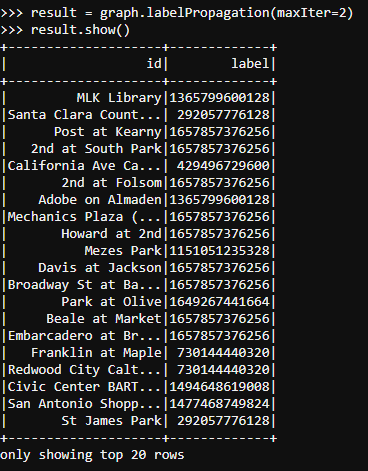 >>> result = graph.labelPropagation(maxIter=2)
>>> result.show()
+--------------------+-------------+
|                  id|        label|
+--------------------+-------------+
|         MLK Library|1365799600128|
|Santa Clara Count...| 292057776128|
|      Post at Kearny|1657857376256|
|   2nd at South Park|1657857376256|
|California Ave Ca...| 429496729600|
|       2nd at Folsom|1657857376256|
|    Adobe on Almaden|1365799600128|
|Mechanics Plaza (...|1657857376256|
|       Howard at 2nd|1657857376256|
|          Mezes Park|1151051235328|
|    Davis at Jackson|1657857376256|
|Broadway St at Ba...|1657857376256|
|       Park at Olive|1649267441664|
|     Beale at Market|1657857376256|
|Embarcadero at Br...|1657857376256|
|   Franklin at Maple| 730144440320|
|Redwood City Calt...| 730144440320|
|Civic Center BART...|1494648619008|
|San Antonio Shopp...|1477468749824|
|       St James Park| 292057776128|
+--------------------+-------------+
only showing top 20 rows